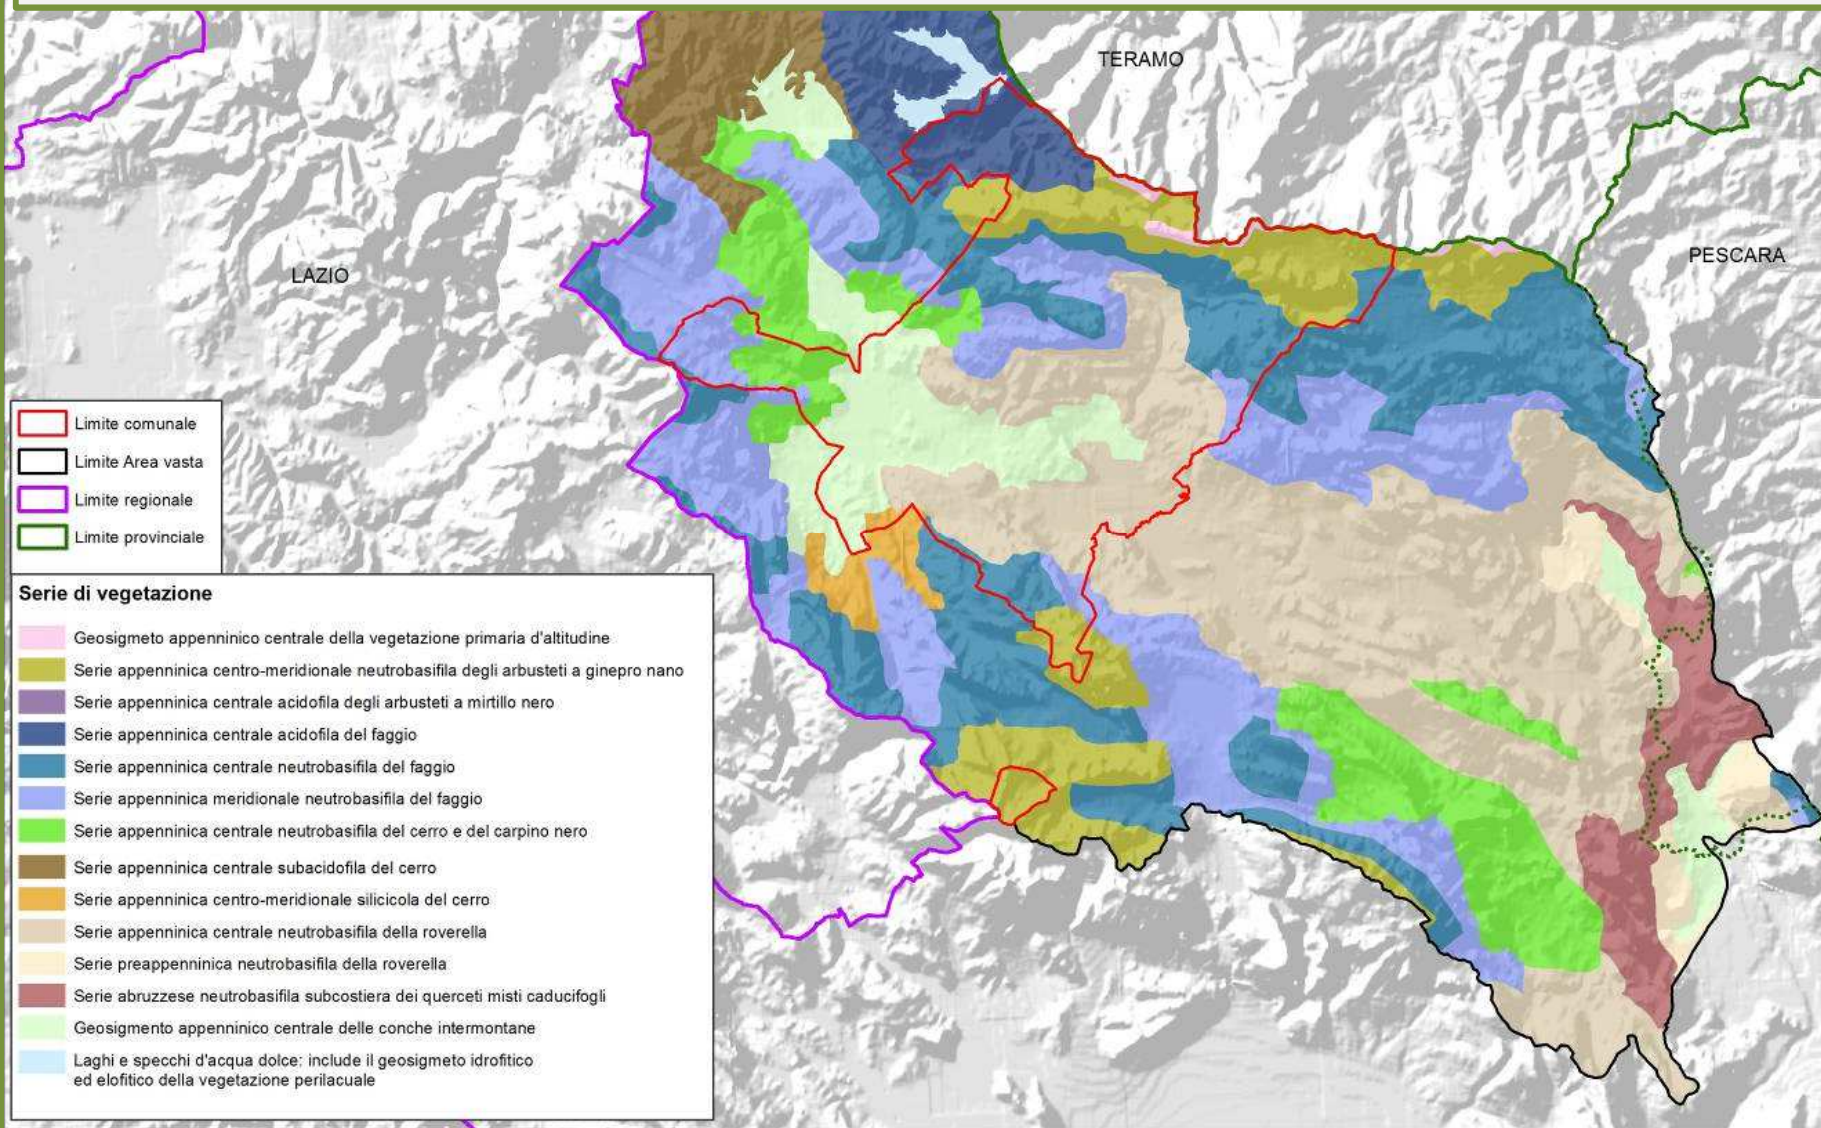 TERAMO
PESCARA
LAZIO
Limite comunale
Limite Area vasta
Limite regionale
Limite provinciale
Serie di vegetazione
Geosigmeto appenninico centrale della vegetazione primaria d'altitudine
Serie appenninica centro-meridionale neutrobasifila degli arbusteti a ginepro nano
Serie appenninica centrale acidofila degli arbusteti a mirtillo nero
Serie appenninica centrale acidofila del faggio
Serie appenninica centrale neutrobasifila del faggio
Serie appenninica meridionale neutrobasifila del faggio
Serie appenninica centrale neutrobasifila del cerro e del carpino nero
Serie appenninica centrale subacidofila del cerro
Serie appenninica centro-meridionale silicicola del cerro
Serie appenninica centrale neutrobasifila della roverella
Serie preappenninica neutrobasifila della roverella
Serie abruzzese neutrobasifila subcostiera dei querceti misti caducifogli
Geosigmento appenninico centrale delle conche intermontane
Laghi e specchi d'acqua dolce: include il geosigmeto idrofitico
ed elofitico della vegetazione perilacuale